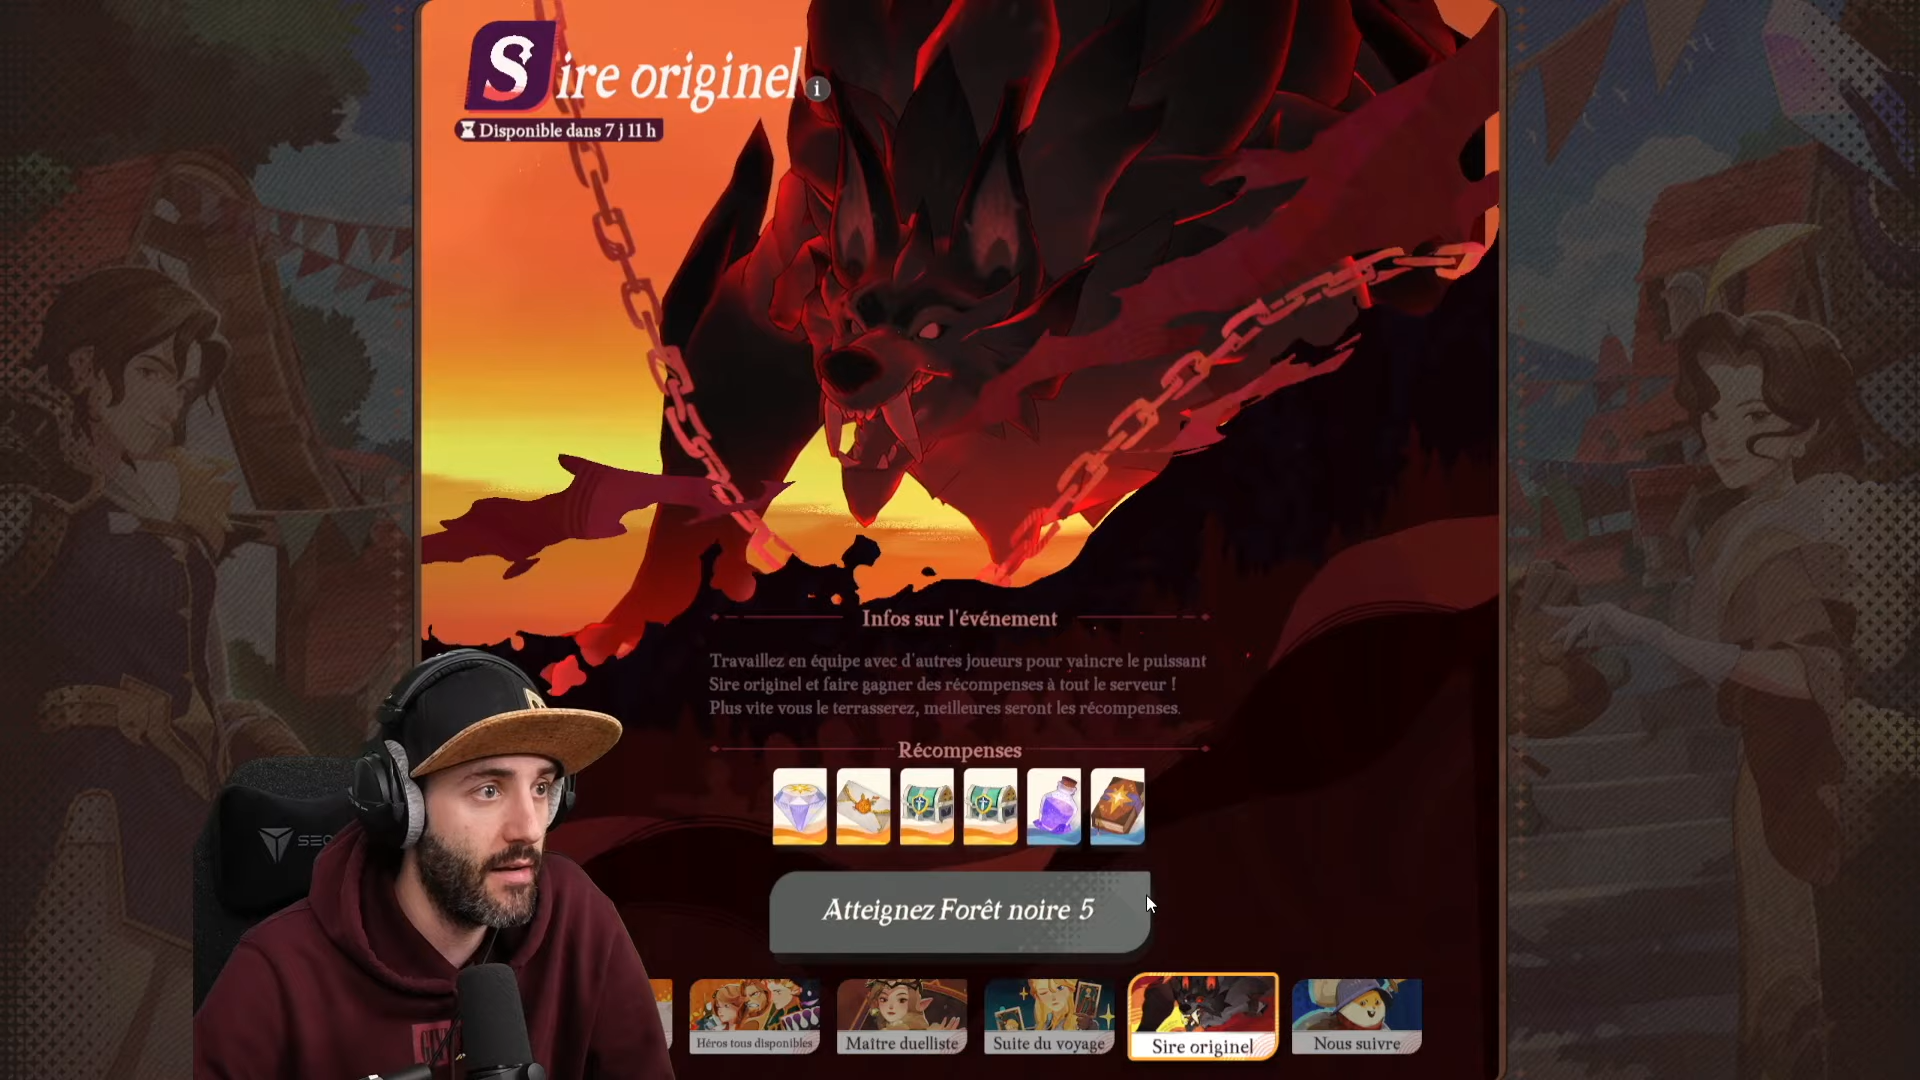 Sire originel
i
Disponible dans 7 j 11 h
Infos sur l'événement
Travaillez en équipe avec d'autres joueurs pour vaincre le puissant
Sire originel et faire gagner des récompenses à tout le serveur !
Plus vite vous le terrasserez, meilleures seront les récompenses.
Récompenses
Atteignez Forêt noire 5
Héros tous disponibles
Maître duelliste
Suite du voyage
Sire originel
Nous suivre